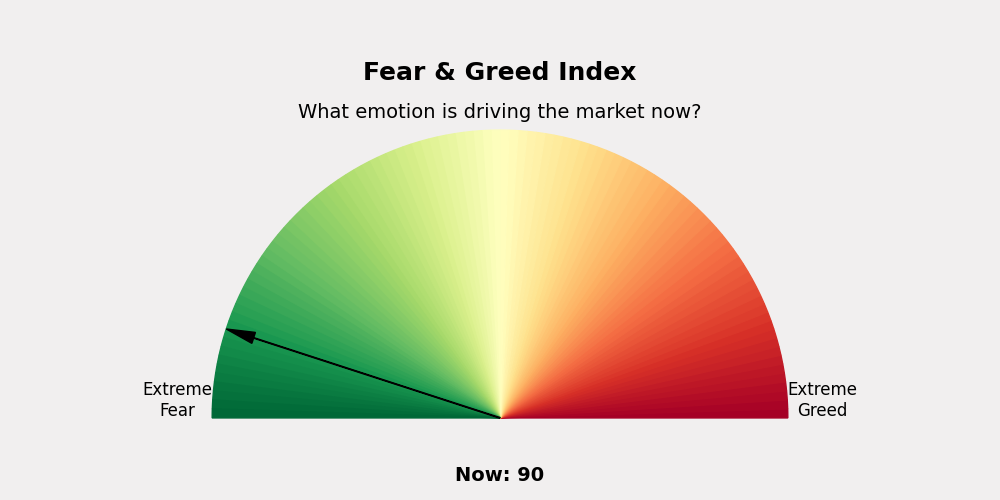 Fear & Greed Index
What emotion is driving the market now?
Extreme
Fear
Extreme
Greed
Now: 90